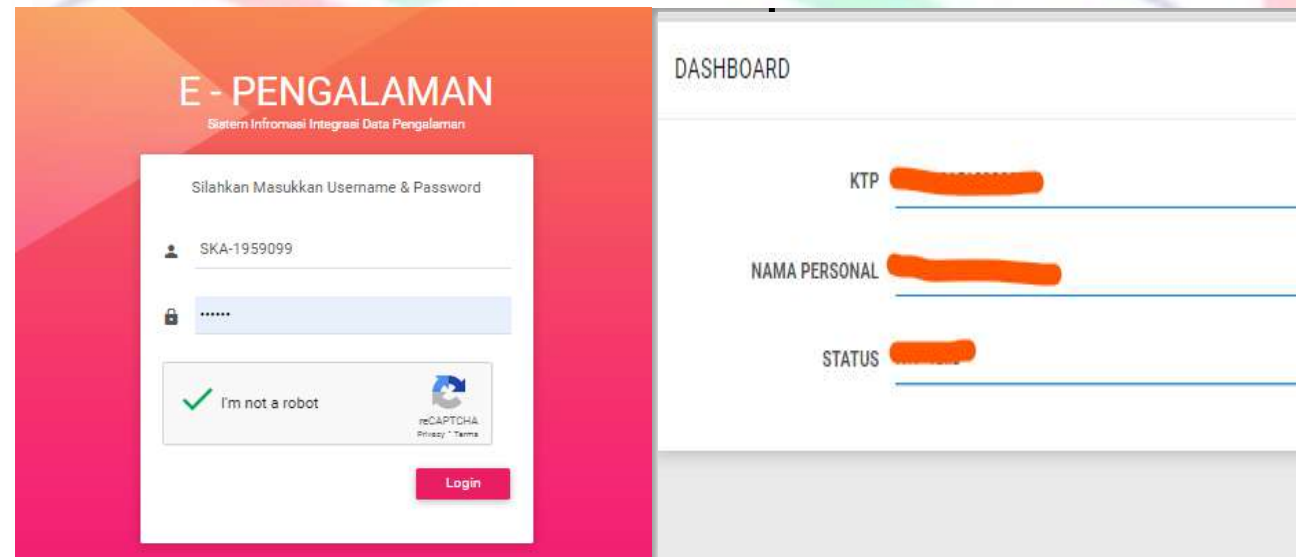 E - PENGALAMAN
Sistem Infromasi Integrasi Data Pengalaman
Silahkan Masukkan Username & Password
SKA-1959099
••••••
I'm not a robot
reCAPTCHA
Privacy * Terms
Login
DASHBOARD
KTP
NAMA PERSONAL
STATUS